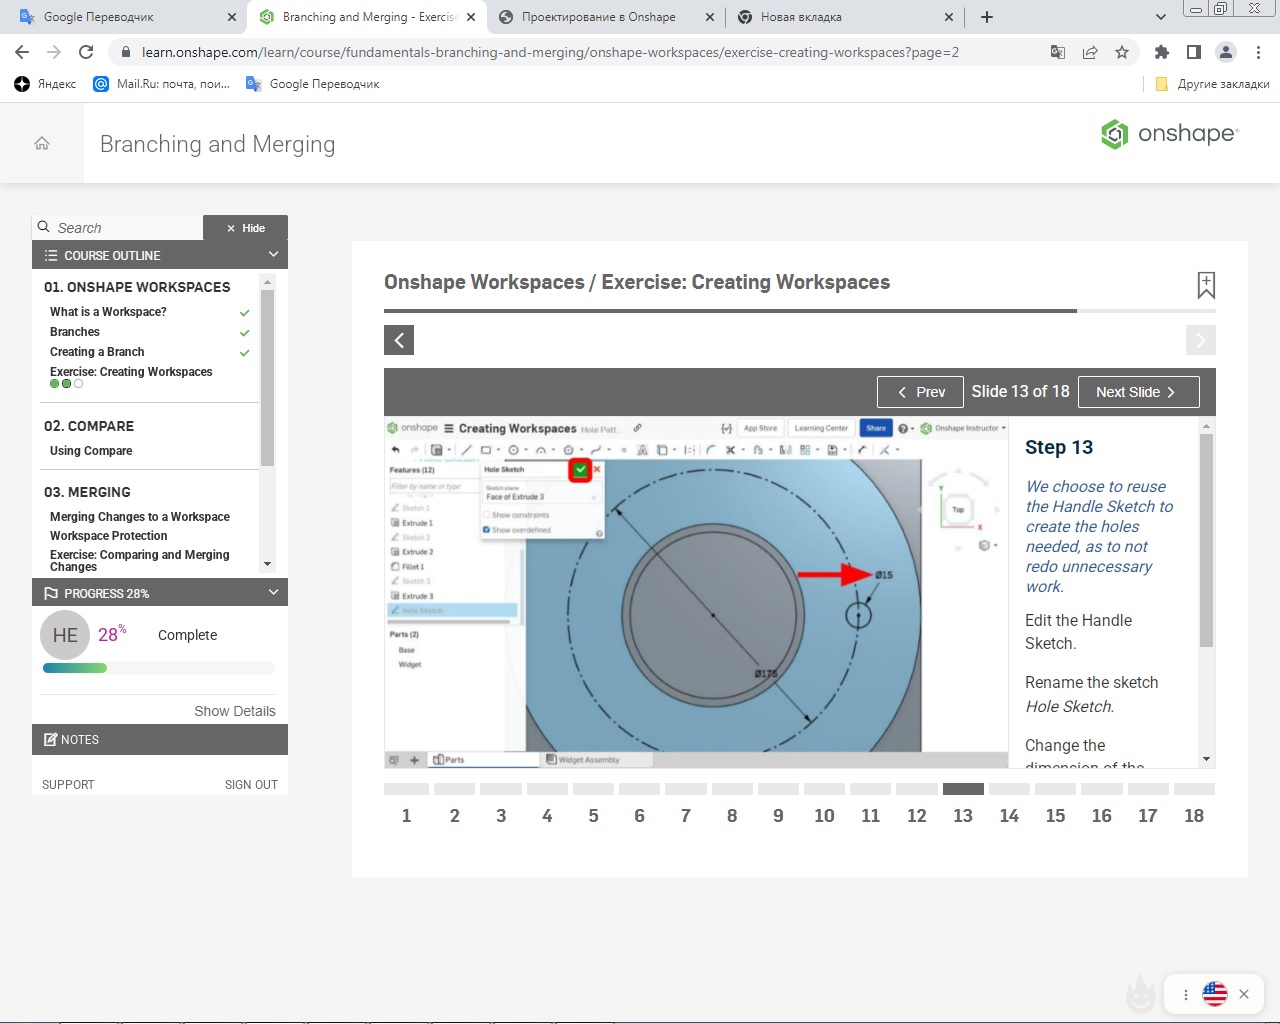 Google Переводчик
Branching and Merging - Exercise
Проектирование в Onshape
Новая вкладка
learn.onshape.com/learn/course/fundamentals-branching-and-merging/onshape-workspaces/exercise-creating-workspaces?page=2
Яндекс
Mail.Ru: почта, пои...
Google Переводчик
Другие закладки
Branching and Merging
onshape
Search
Hide
COURSE OUTLINE
01. ONSHAPE WORKSPACES
What is a Workspace?
Branches
Creating a Branch
Exercise: Creating Workspaces
02. COMPARE
Using Compare
03. MERGING
Merging Changes to a Workspace
Workspace Protection
Exercise: Comparing and Merging
Changes
PROGRESS 28%
HE 28% Complete
Show Details
NOTES
SUPPORT SIGN OUT
Onshape Workspaces / Exercise: Creating Workspaces
Prev Slide 13 of 18 Next Slide
onshape Creating Workspaces Hole Patt... App Store Learning Center Share Onshape Instructor
Features (12)
Filter by name or type
Sketch 1
Extrude 1
Sketch 2
Extrude 2
Fillet 1
Sketch 3
Extrude 3
Hole Sketch
Parts (2)
Base
Widget
Hole Sketch
Sketch plane
Face of Extrude 3
Show constraints
Show overdefined
Ø15
Ø175
Y
Top
X
Parts Widget Assembly
Step 13
We choose to reuse
the Handle Sketch to
create the holes
needed, as to not
redo unnecessary
work.
Edit the Handle
Sketch.
Rename the sketch
Hole Sketch.
Change the
dimension of the
1 2 3 4 5 6 7 8 9 10 11 12 13 14 15 16 17 18